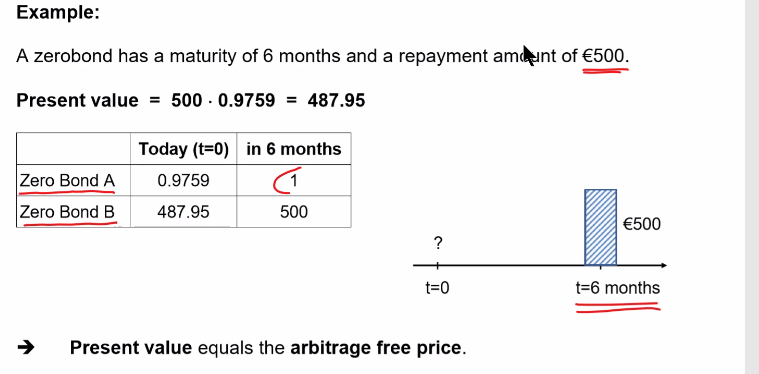 Example:
A zerobond has a maturity of 6 months and a repayment amount of €500.
Present value = 500 · 0.9759 = 487.95
Today (t=0) in 6 months
Zero Bond A 0.9759 1
Zero Bond B 487.95 500
€500
?
t=0 t=6 months
➔ Present value equals the arbitrage free price.